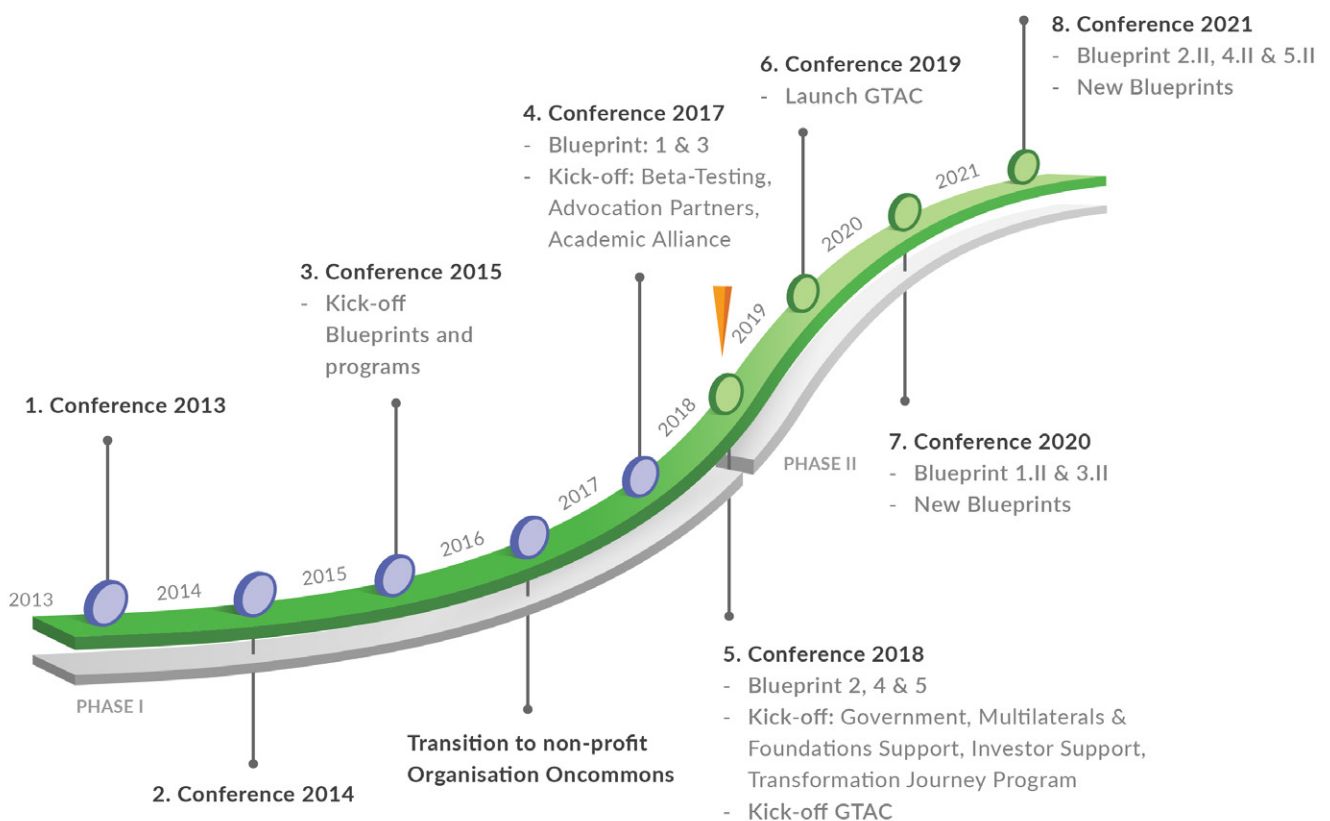 8. Conference 2021
- Blueprint 2.II, 4.II & 5.II
- New Blueprints
6. Conference 2019
- Launch GTAC
4. Conference 2017
- Blueprint: 1 & 3
- Kick-off: Beta-Testing,
Advocation Partners,
Academic Alliance
3. Conference 2015
- Kick-off
Blueprints and
programs
1. Conference 2013
2013
2014
2015
2016
2017
2018
2019
2020
2021
PHASE I
PHASE II
7. Conference 2020
- Blueprint 1.II & 3.II
- New Blueprints
5. Conference 2018
- Blueprint 2, 4 & 5
- Kick-off: Government, Multilaterals &
Foundations Support, Investor Support,
Transformation Journey Program
- Kick-off GTAC
Transition to non-profit
Organisation Oncommons
2. Conference 2014